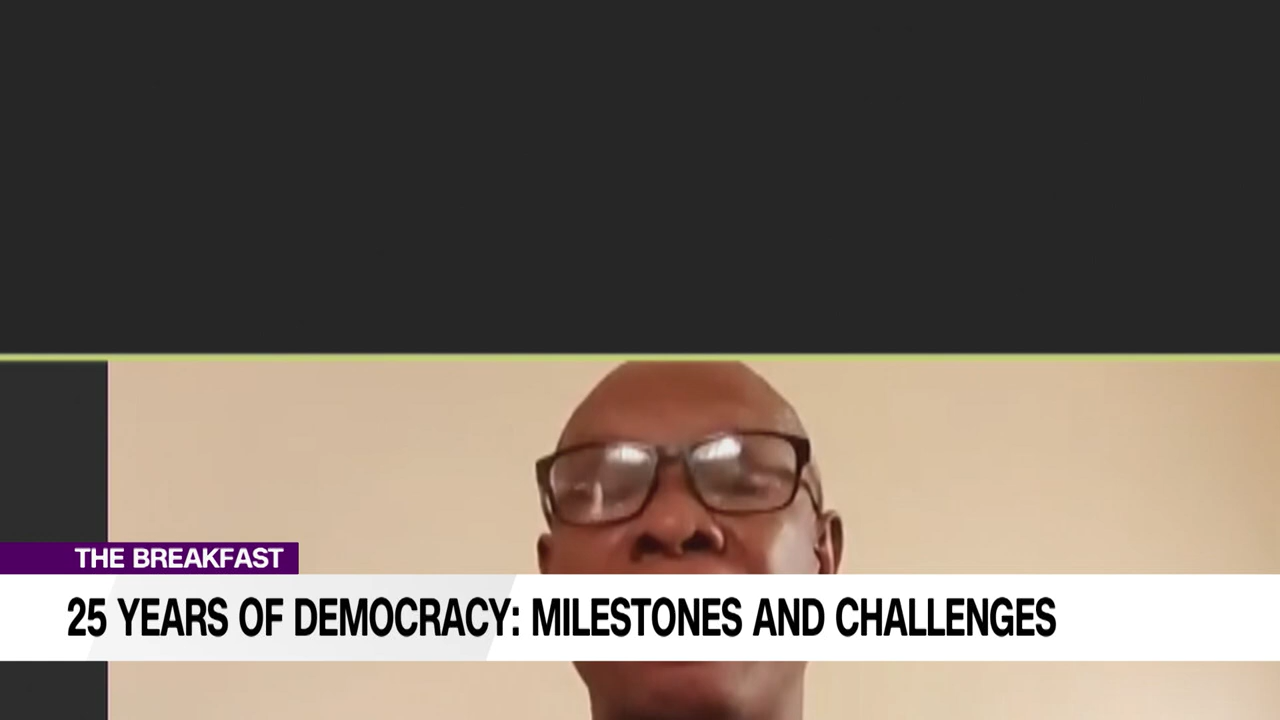 THE BREAKFAST
25 YEARS OF DEMOCRACY: MILESTONES AND CHALLENGES